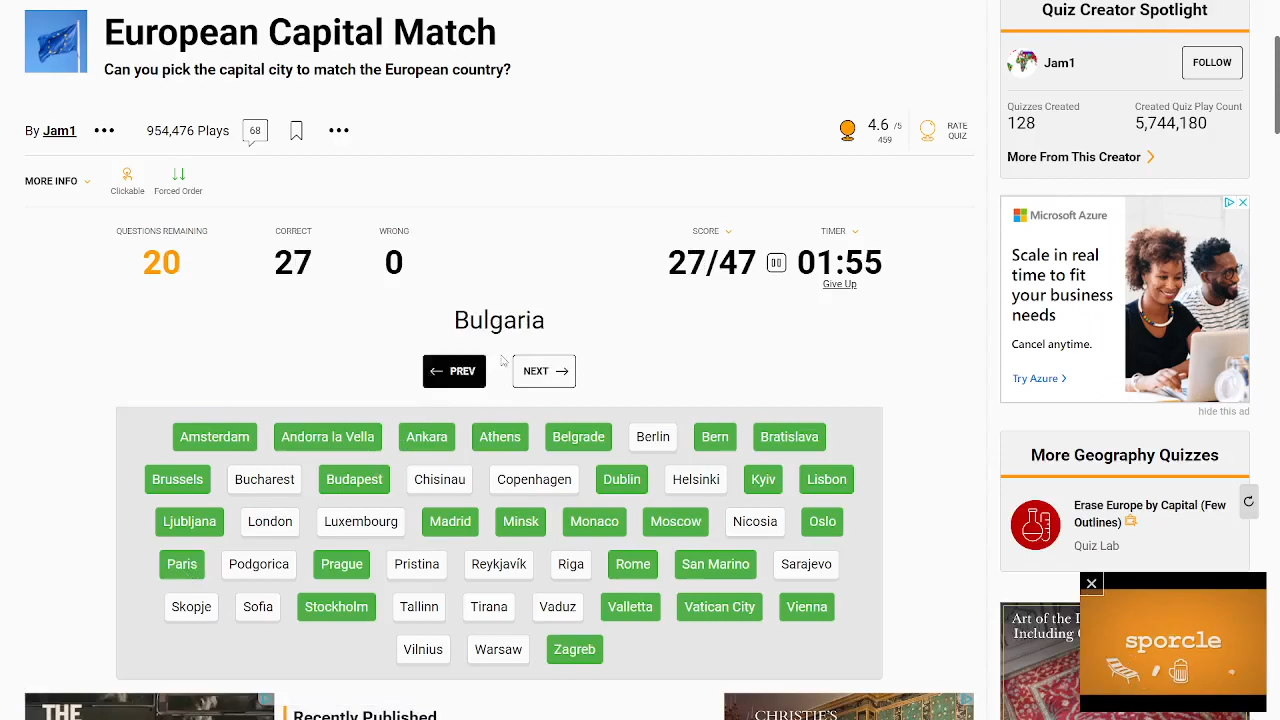 European Capital Match
Can you pick the capital city to match the European country?
By Jam1
954,476 Plays
68
4.6 /5
459
RATE
QUIZ
MORE INFO
Clickable
Forced Order
QUESTIONS REMAINING
20
CORRECT
27
WRONG
0
SCORE
27/47
TIMER
01:55
Give Up
Bulgaria
PREV
NEXT
Amsterdam Andorra la Vella Ankara Athens Belgrade Berlin Bern Bratislava
Brussels Bucharest Budapest Chisinau Copenhagen Dublin Helsinki Kyiv Lisbon
Ljubljana London Luxembourg Madrid Minsk Monaco Moscow Nicosia Oslo
Paris Podgorica Prague Pristina Reykjavík Riga Rome San Marino Sarajevo
Skopje Sofia Stockholm Tallinn Tirana Vaduz Valletta Vatican City Vienna
Vilnius Warsaw Zagreb
THE
Recently Published
CHRISTIE'S
Quiz Creator Spotlight
Jam1
FOLLOW
Quizzes Created
128
Created Quiz Play Count
5,744,180
More From This Creator
Microsoft Azure
Scale in real
time to fit
your business
needs
Cancel anytime.
Try Azure
hide this ad
More Geography Quizzes
Erase Europe by Capital (Few
Outlines)
Quiz Lab
Art of the
Including
sporcle